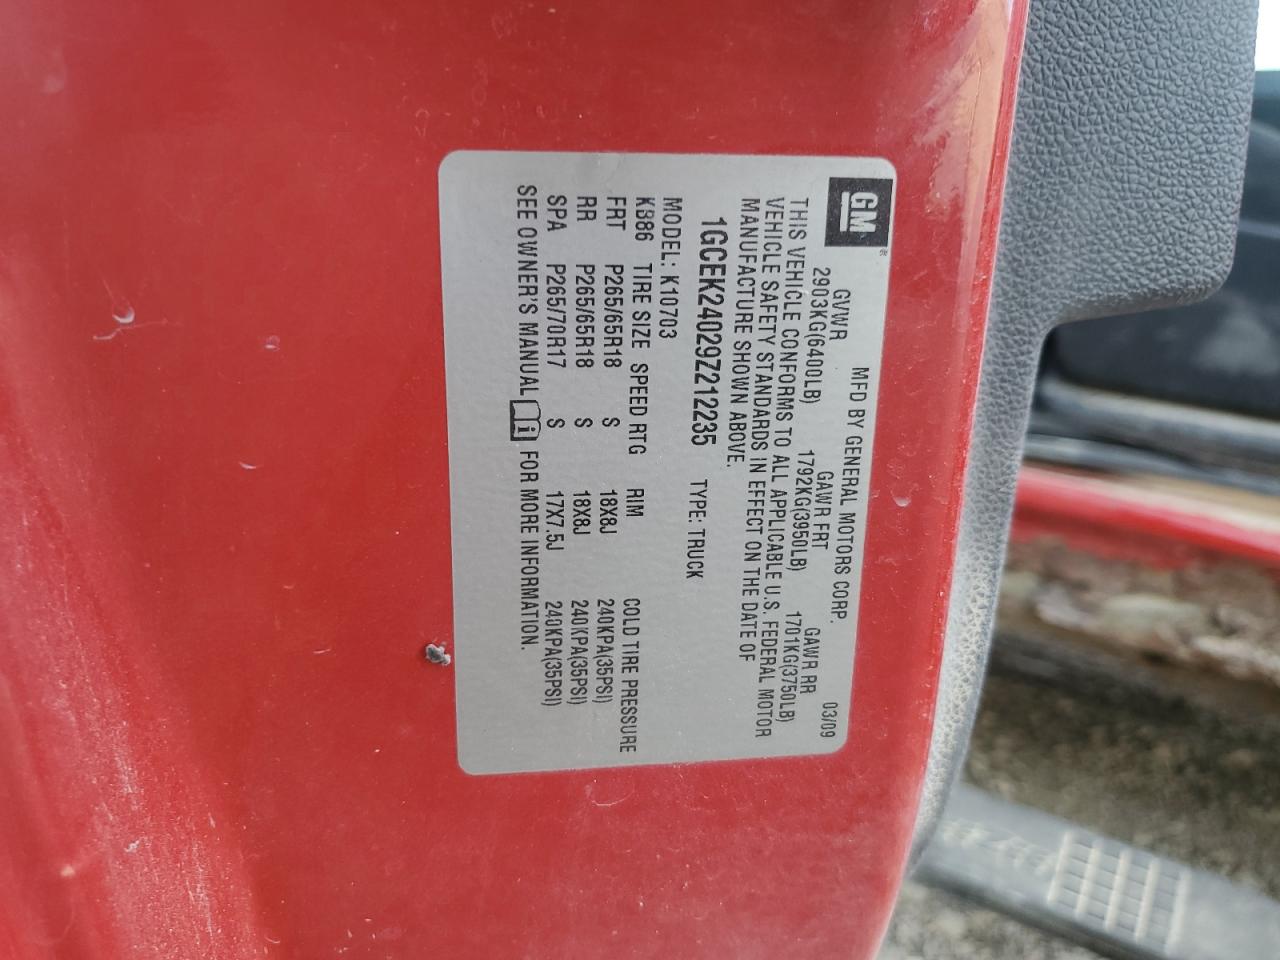 GM
MFD BY GENERAL MOTORS CORP. 03/09
GVWR GAWR FRT GAWR RR
2903KG(6400LB) 1792KG(3950LB) 1701KG(3750LB)
THIS VEHICLE CONFORMS TO ALL APPLICABLE U.S. FEDERAL MOTOR
VEHICLE SAFETY STANDARDS IN EFFECT ON THE DATE OF
MANUFACTURE SHOWN ABOVE.
1GCEK24029Z212235 TYPE: TRUCK
MODEL: K10703
KB86 TIRE SIZE SPEED RTG RIM COLD TIRE PRESSURE
FRT P265/65R18 S 18X8J 240KPA(35PSI)
RR P265/65R18 S 18X8J 240KPA(35PSI)
SPA P265/70R17 S 17X7.5J 240KPA(35PSI)
SEE OWNER'S MANUAL i FOR MORE INFORMATION.